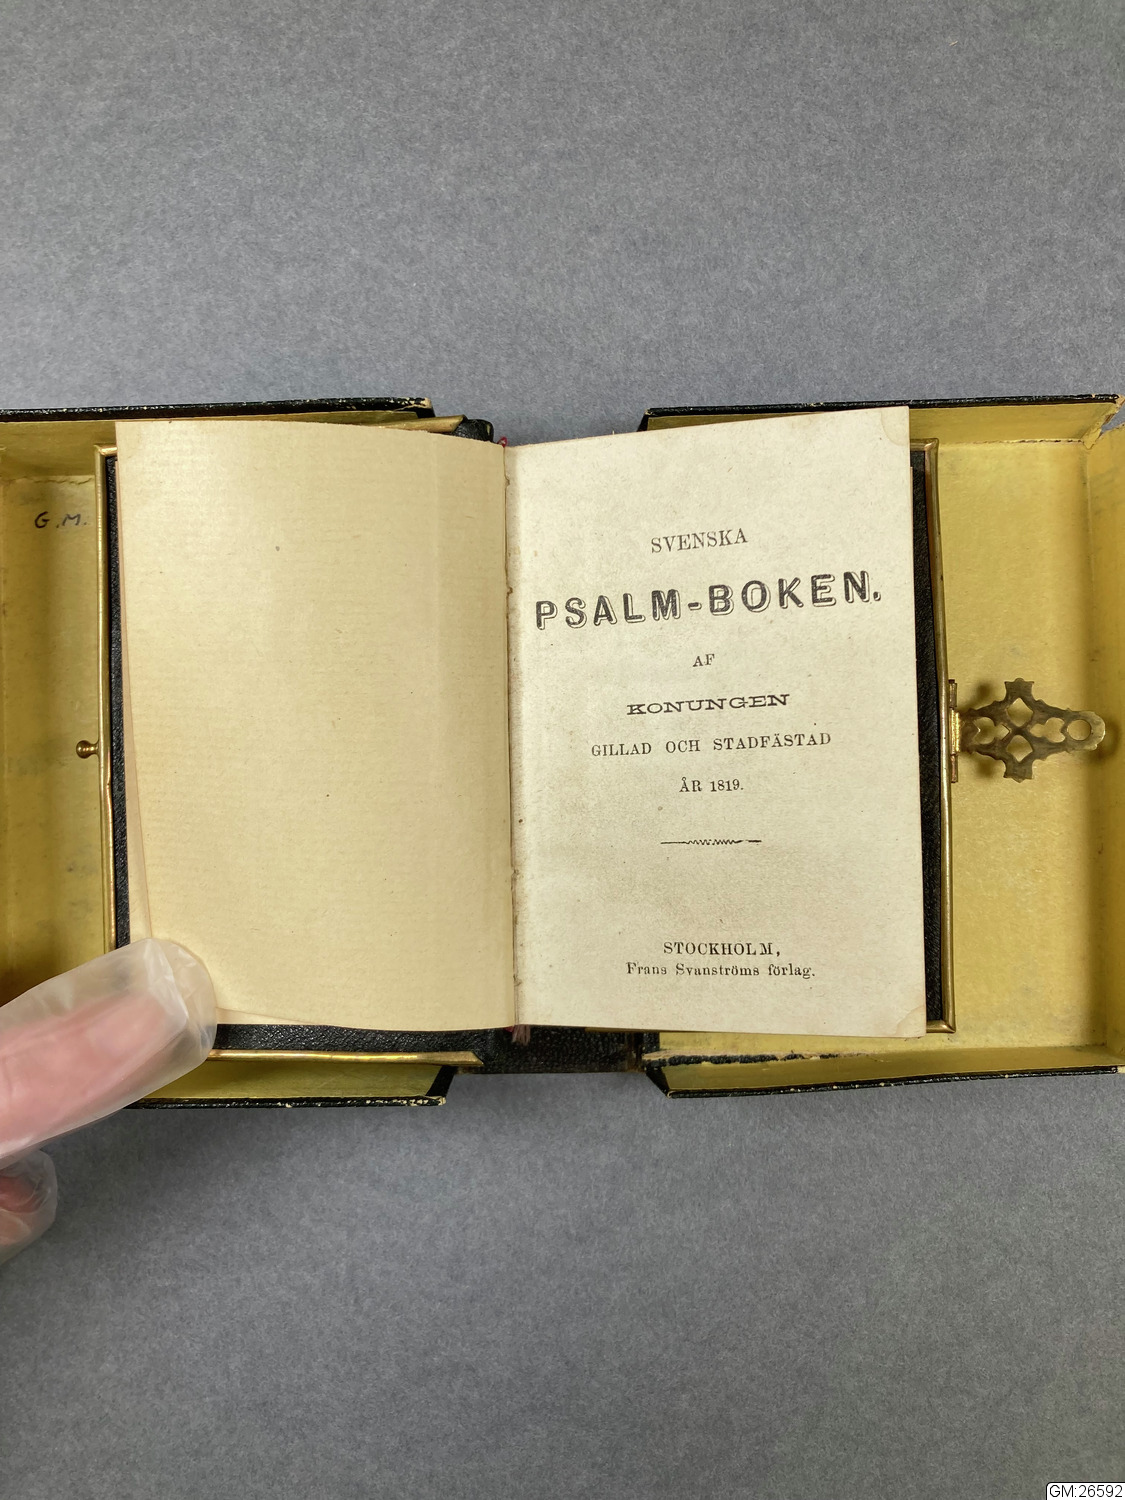 G.M.
SVENSKA
PSALM-BOKEN.
AF
KONUNGEN
GILLAD OCH STADFÄSTAD
ÅR 1819.
STOCKHOLM,
Frans Svanströms förlag.
GM:26592